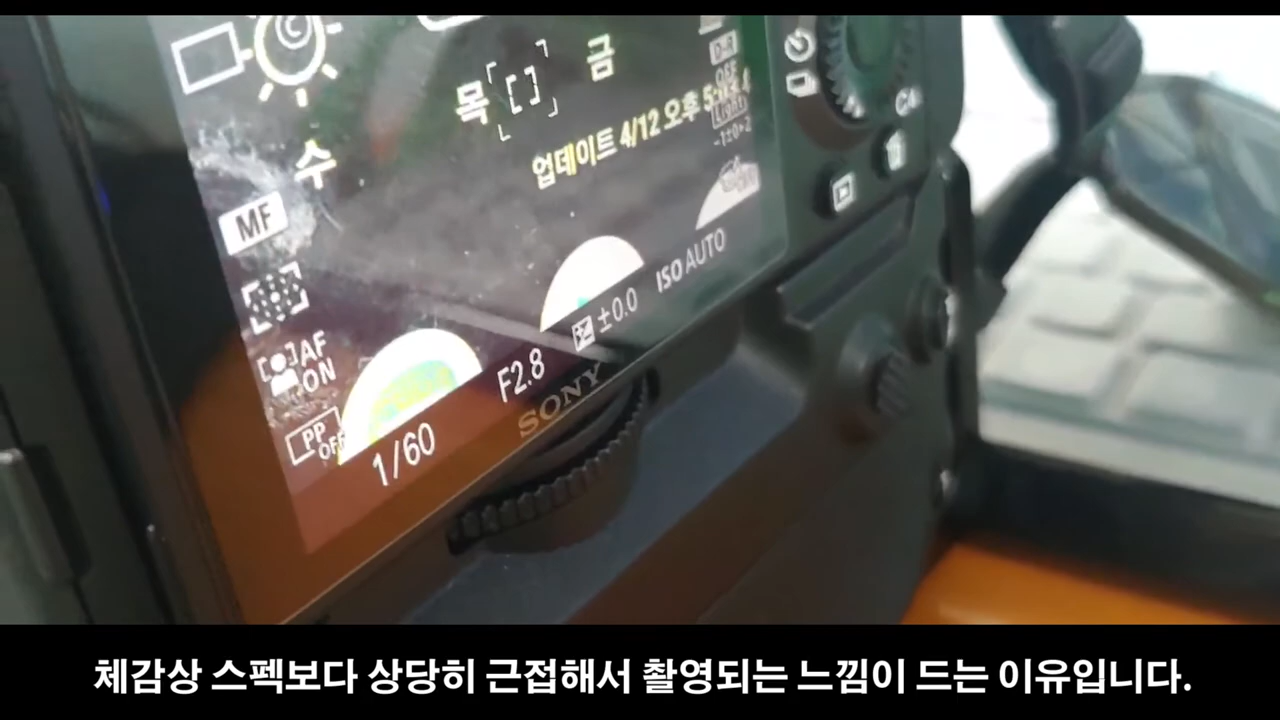 C
목
금
D-R
OFF
Light
수
업데이트 4/12 오후
MF
AF
ON
ISO AUTO
±0.0
F2.8
PP
OFF
1/60
SONY
체감상 스펙보다 상당히 근접해서 촬영되는 느낌이 드는 이유입니다.